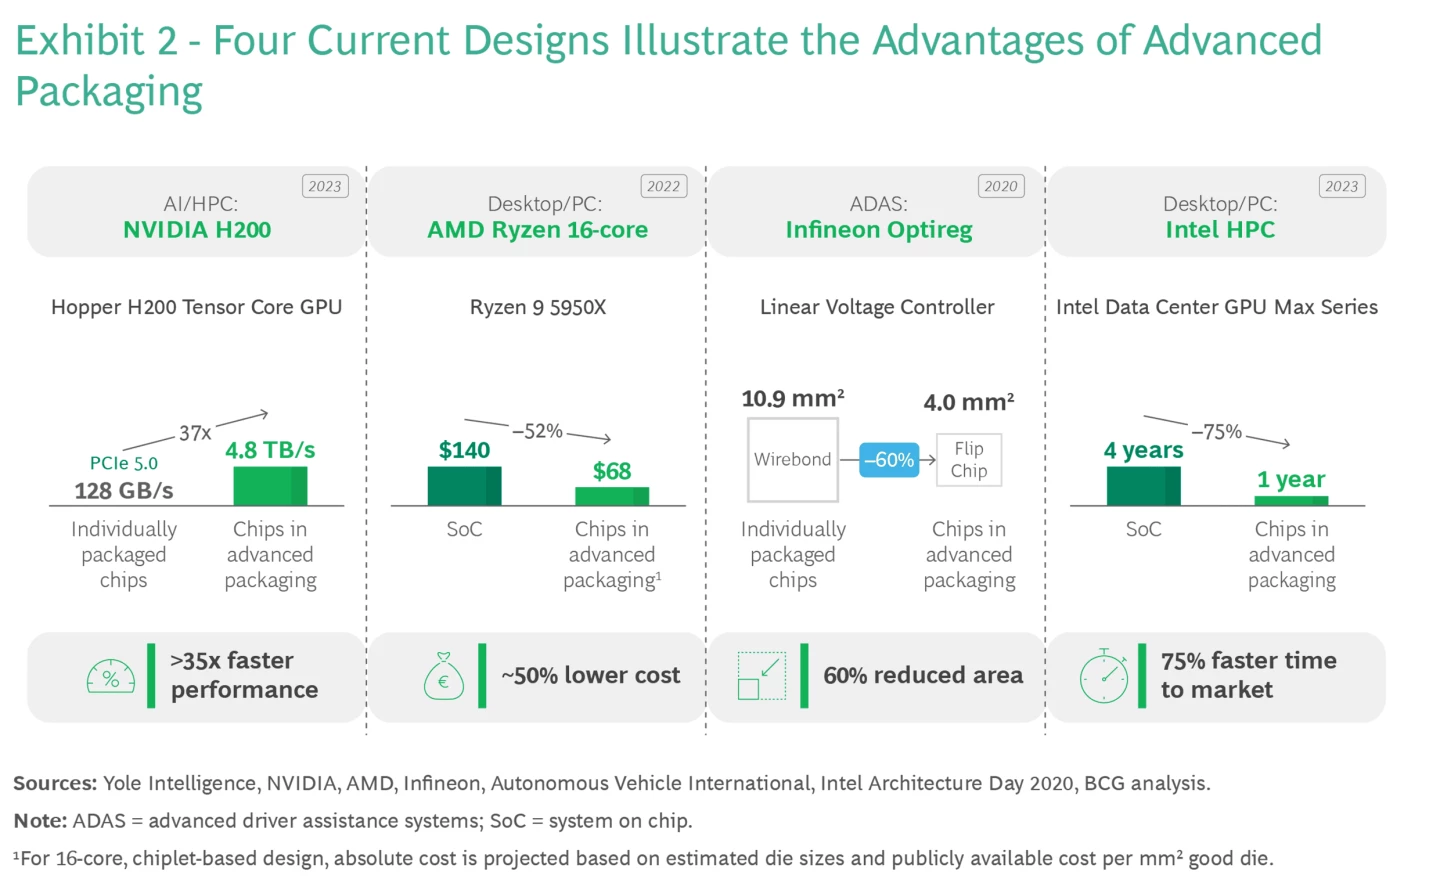 Exhibit 2 - Four Current Designs Illustrate the Advantages of Advanced
Packaging
2023
AI/HPC:
NVIDIA H200
Hopper H200 Tensor Core GPU
37x
PCIe 5.0
128 GB/s
4.8 TB/s
Individually
packaged
chips
Chips in
advanced
packaging
%
>35x faster
performance
2022
Desktop/PC:
AMD Ryzen 16-core
Ryzen 9 5950X
–52%
$140
$68
SoC
Chips in
advanced
packaging¹
€
~50% lower cost
2020
ADAS:
Infineon Optireg
Linear Voltage Controller
10.9 mm²
4.0 mm²
Wirebond
–60%
Flip
Chip
Individually
packaged
chips
Chips in
advanced
packaging
60% reduced area
2023
Desktop/PC:
Intel HPC
Intel Data Center GPU Max Series
–75%
4 years
1 year
SoC
Chips in
advanced
packaging
75% faster time
to market
Sources: Yole Intelligence, NVIDIA, AMD, Infineon, Autonomous Vehicle International, Intel Architecture Day 2020, BCG analysis.
Note: ADAS = advanced driver assistance systems; SoC = system on chip.
¹For 16-core, chiplet-based design, absolute cost is projected based on estimated die sizes and publicly available cost per mm² good die.